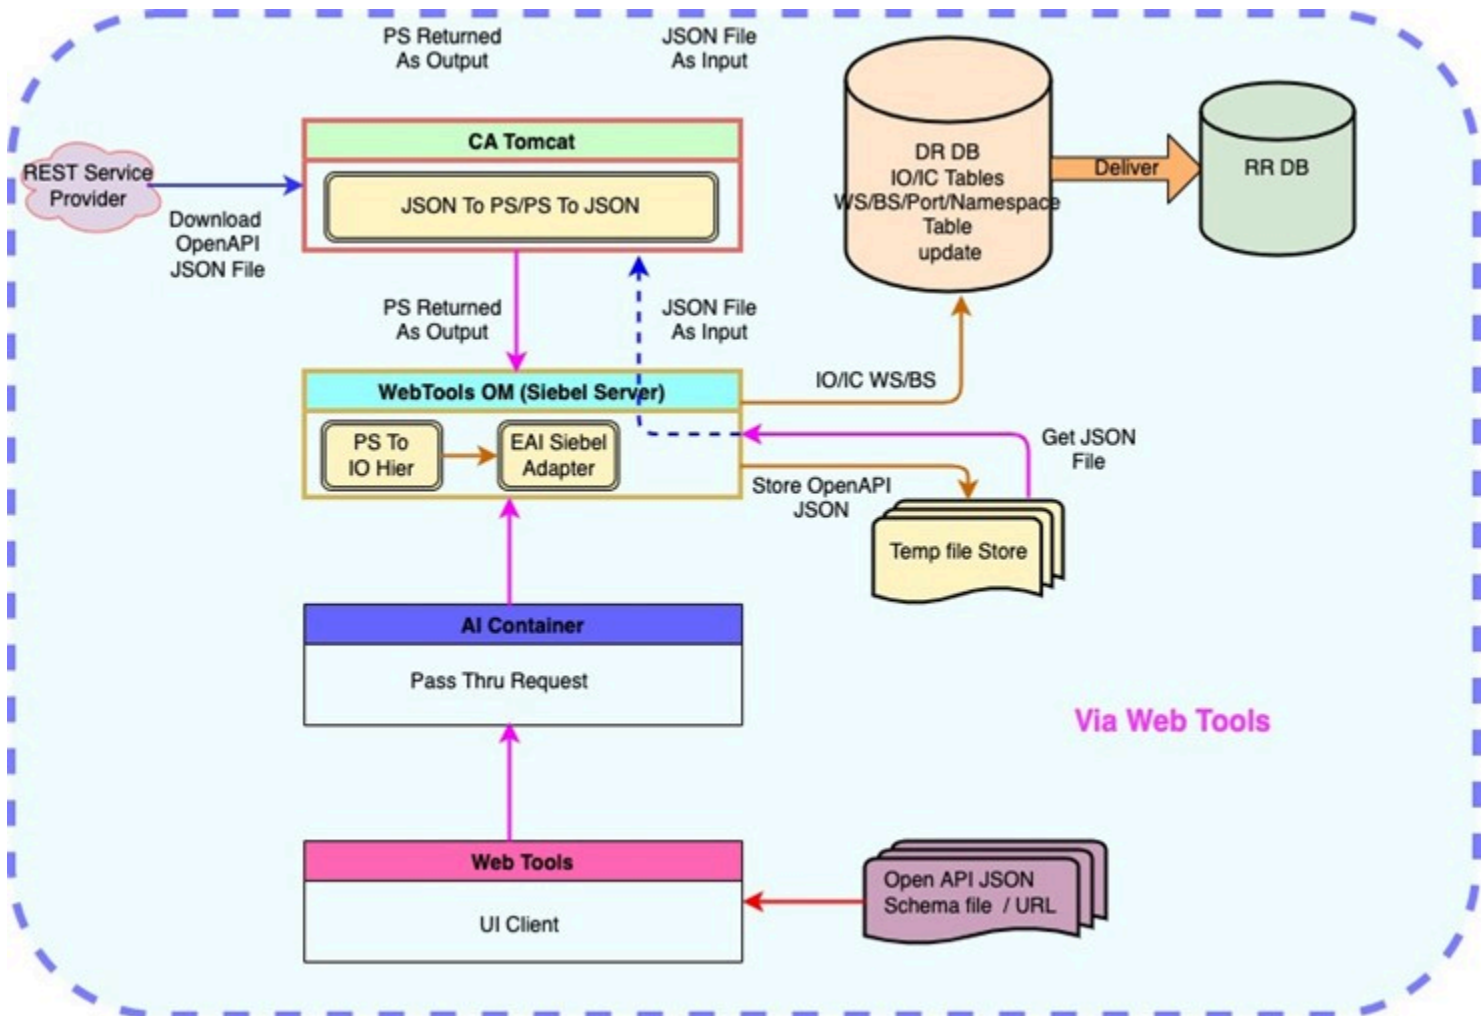 PS Returned
As Output
JSON File
As Input
CA Tomcat
JSON To PS/PS To JSON
REST Service
Provider
Download
OpenAPI
JSON File
DR DB
IO/IC Tables
WS/BS/Port/Namespace
Table
update
Deliver
RR DB
PS Returned
As Output
JSON File
As Input
WebTools OM (Siebel Server)
PS To
IO Hier
EAI Siebel
Adapter
IO/IC WS/BS
Get JSON
File
Store OpenAPI
JSON
Temp file Store
AI Container
Pass Thru Request
Via Web Tools
Web Tools
UI Client
Open API JSON
Schema file / URL